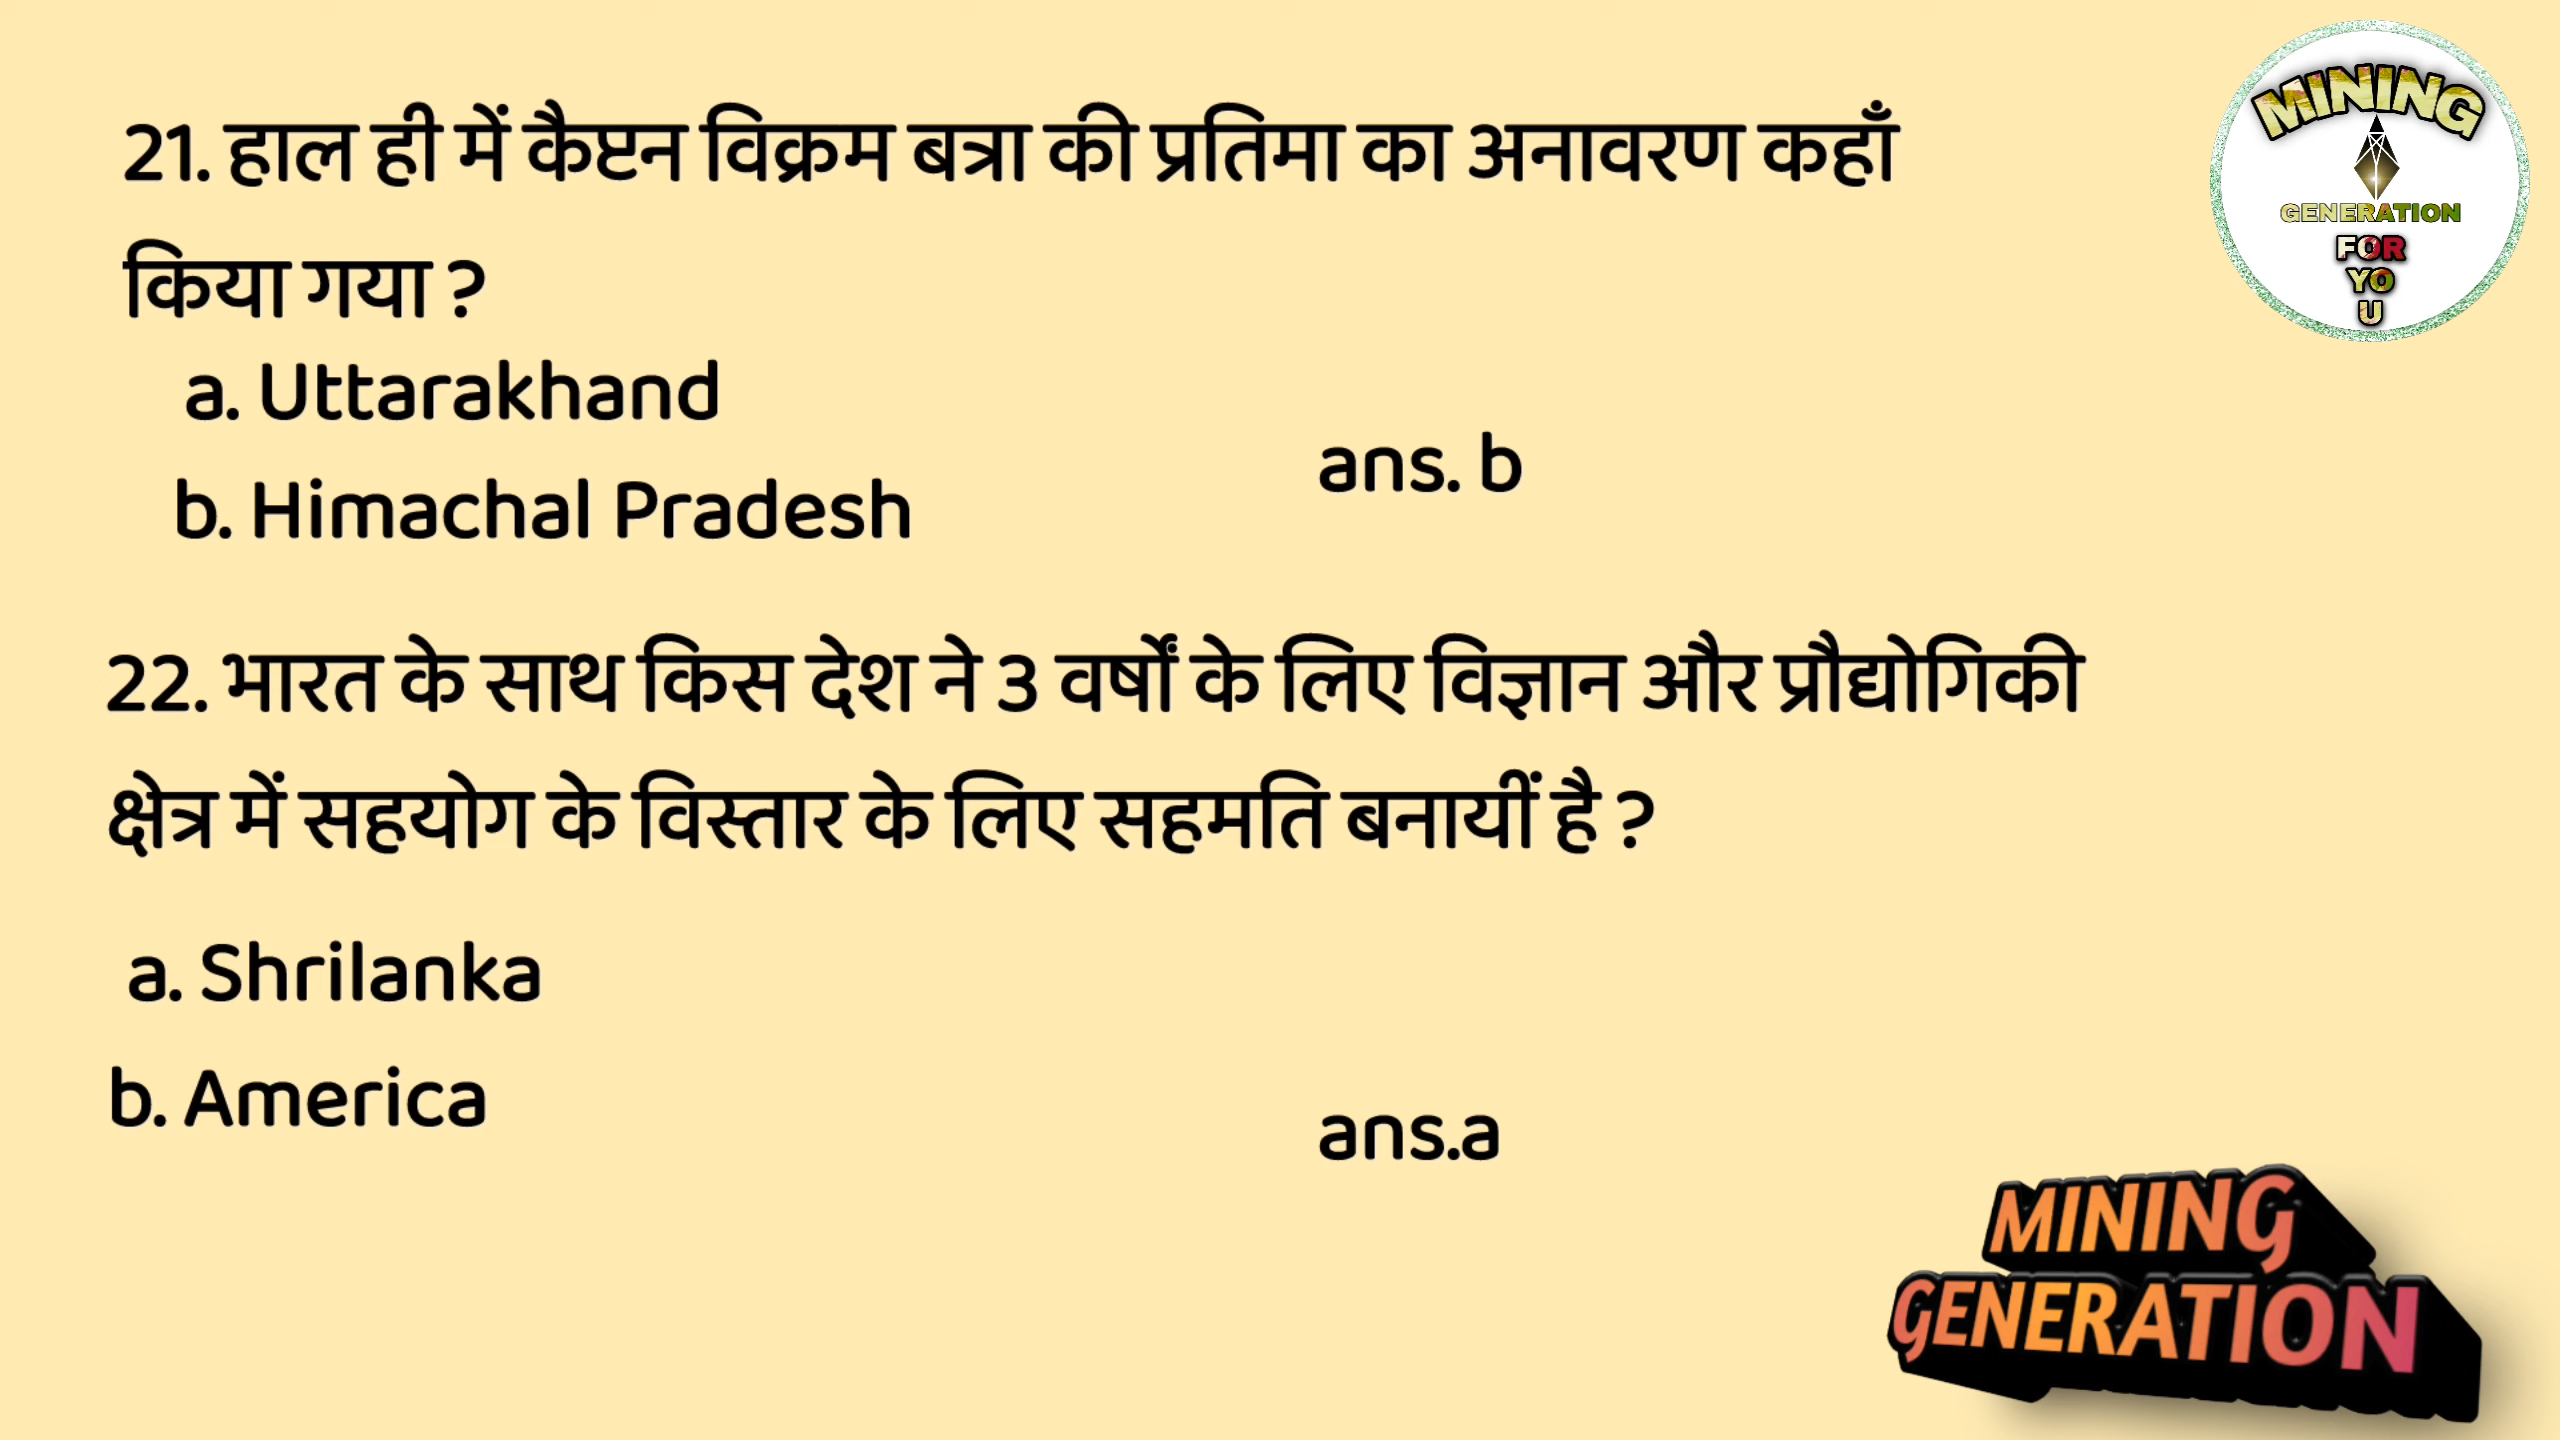 21. हाल ही में कैप्टन विक्रम बत्रा की प्रतिमा का अनावरण कहाँ
किया गया ?
a. Uttarakhand
b. Himachal Pradesh
ans. b
22. भारत के साथ किस देश ने 3 वर्षों के लिए विज्ञान और प्रौद्योगिकी
क्षेत्र में सहयोग के विस्तार के लिए सहमति बनायीं है ?
a. Shrilanka
b. America
ans.a
MINING
GENERATION
FOR
YO
U
MINING
GENERATION